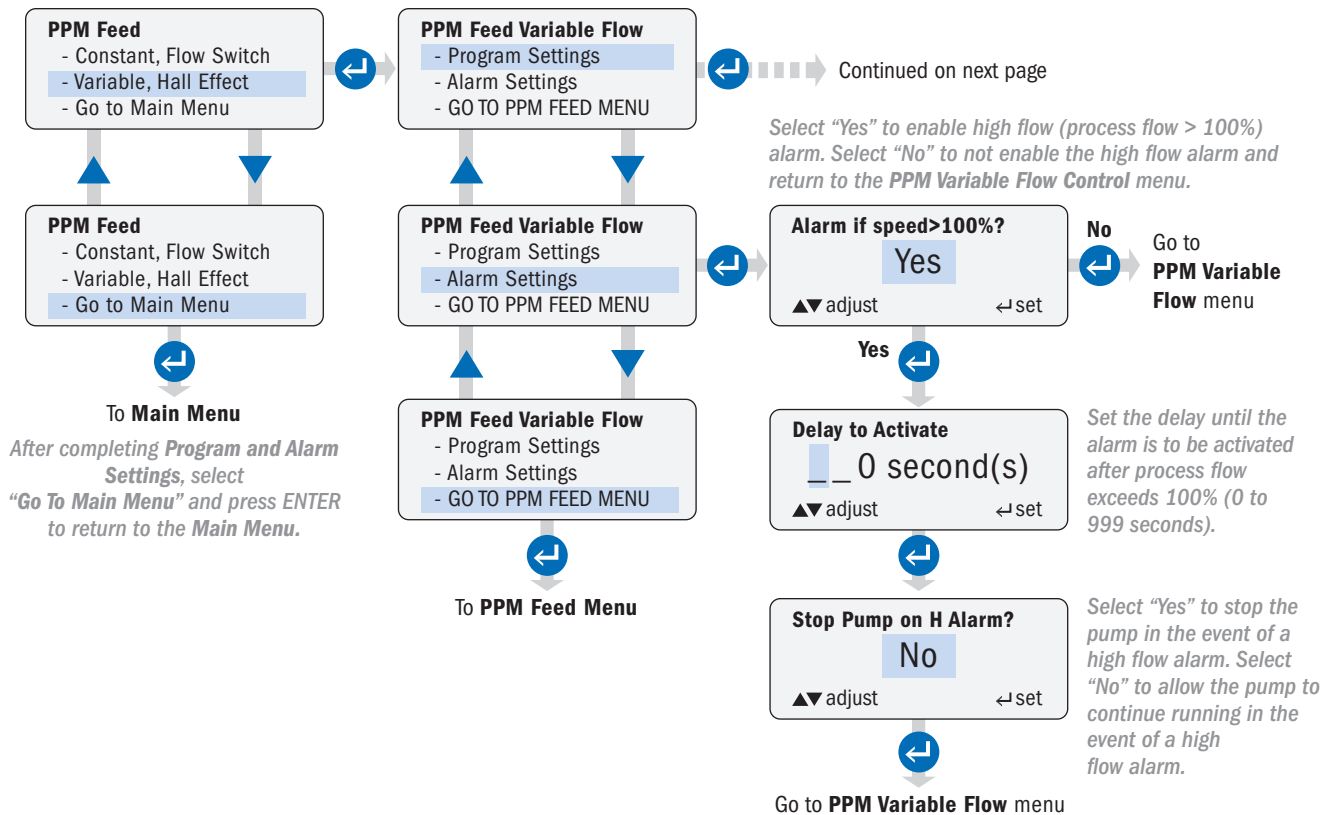 PPM Feed
- Constant, Flow Switch
- Variable, Hall Effect
- Go to Main Menu
PPM Feed Variable Flow
- Program Settings
- Alarm Settings
- GO TO PPM FEED MENU
Continued on next page
Select “Yes” to enable high flow (process flow > 100%)
alarm. Select “No” to not enable the high flow alarm and
return to the PPM Variable Flow Control menu.
PPM Feed
- Constant, Flow Switch
- Variable, Hall Effect
- Go to Main Menu
To Main Menu
After completing Program and Alarm
Settings, select
“Go To Main Menu” and press ENTER
to return to the Main Menu.
PPM Feed Variable Flow
- Program Settings
- Alarm Settings
- GO TO PPM FEED MENU
Alarm if speed>100%?
Yes
▲▼ adjust ↵ set
No
Go to
PPM Variable
Flow menu
Yes
PPM Feed Variable Flow
- Program Settings
- Alarm Settings
- GO TO PPM FEED MENU
To PPM Feed Menu
Delay to Activate
_ _ 0 second(s)
▲▼ adjust ↵ set
Set the delay until the
alarm is to be activated
after process flow
exceeds 100% (0 to
999 seconds).
Stop Pump on H Alarm?
No
▲▼ adjust ↵ set
Select “Yes” to stop the
pump in the event of a
high flow alarm. Select
“No” to allow the pump to
continue running in the
event of a high
flow alarm.
Go to PPM Variable Flow menu